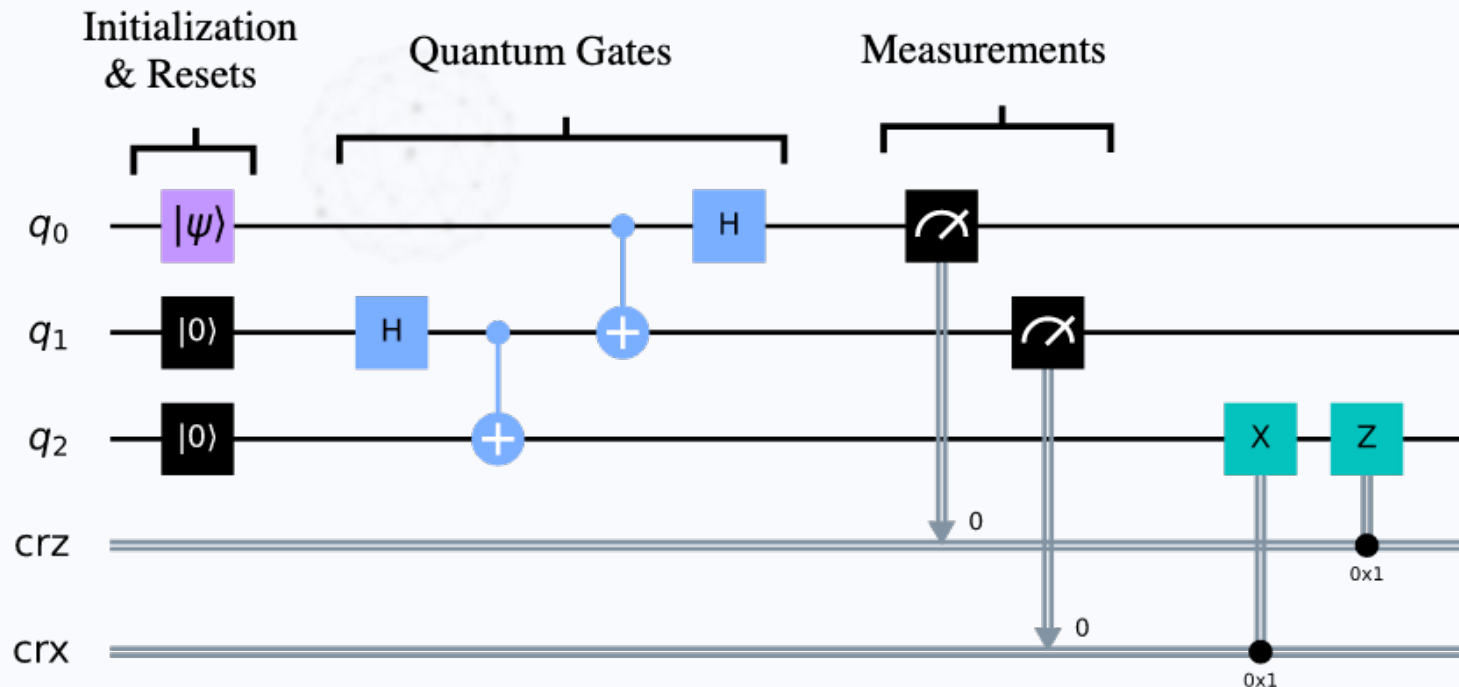 Initialization
& Resets
Quantum Gates
Measurements
q0 |ψ⟩ H
q1 |0⟩ H
q2 |0⟩ X Z
crz 0 0x1
crx 0 0x1